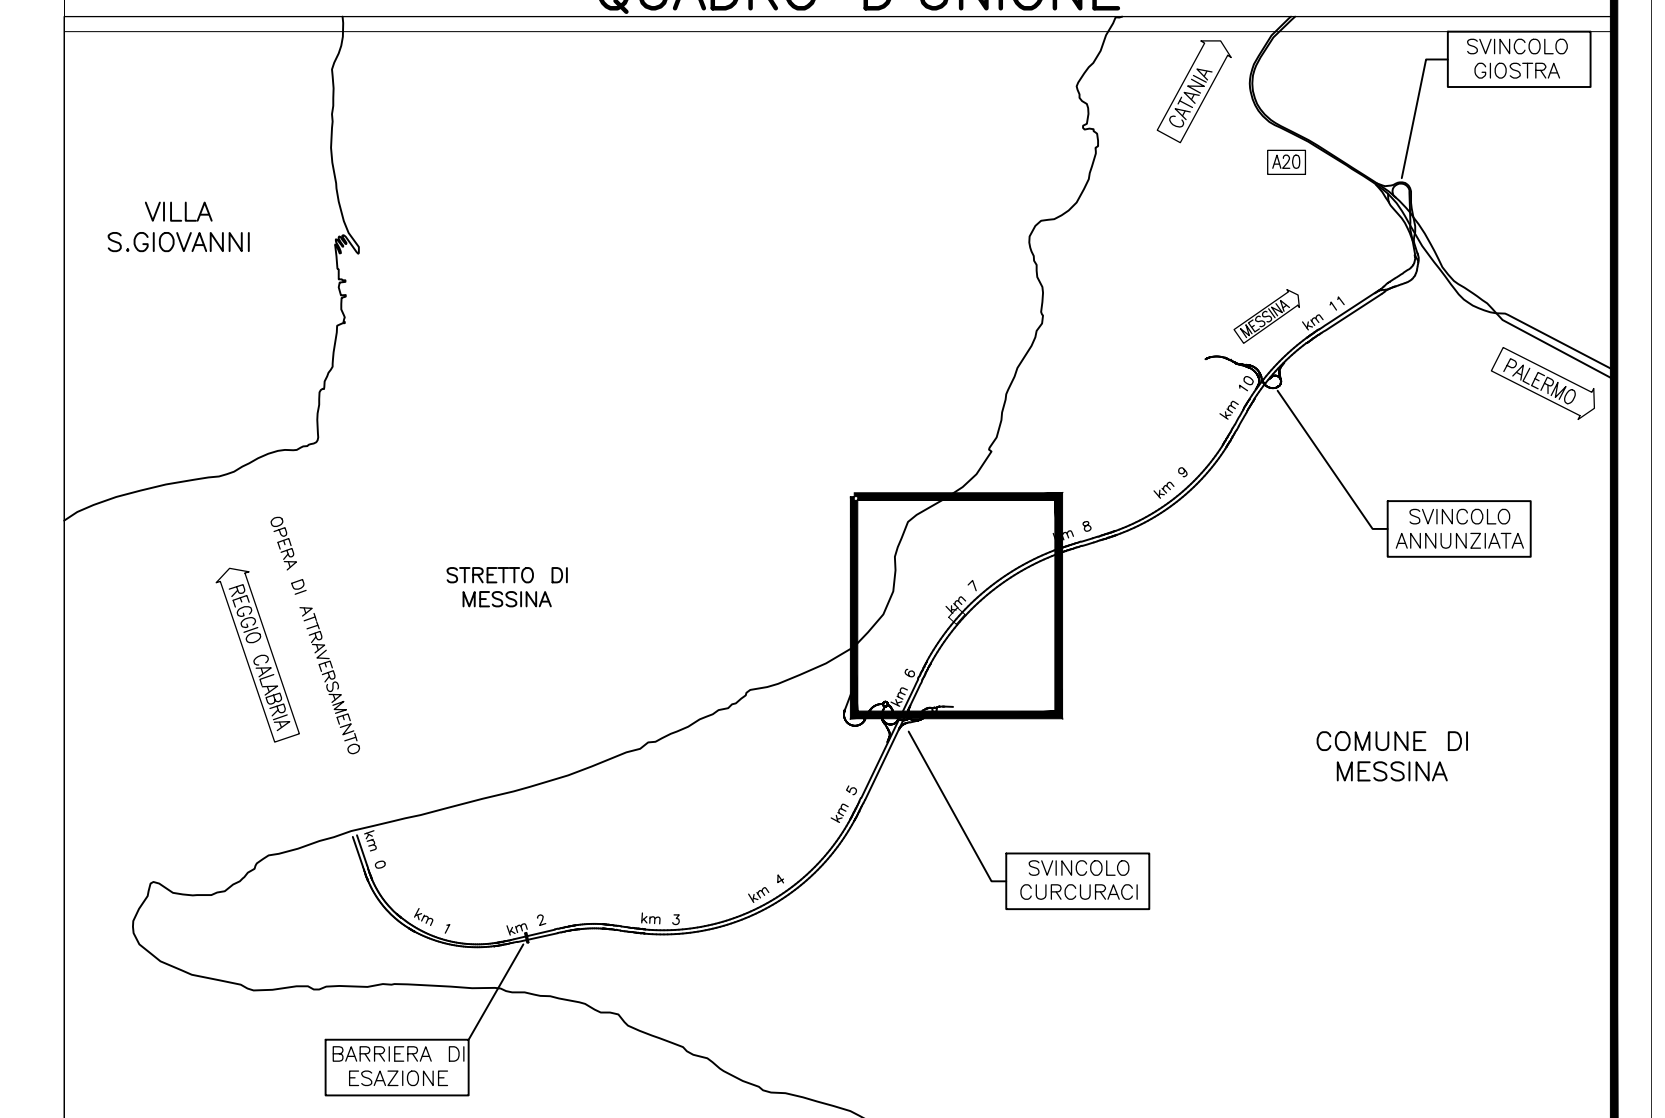 QUADRO D'UNIONE
SVINCOLO
GIOSTRA
CATANIA
A20
VILLA
S.GIOVANNI
MESSINA
km 11
PALERMO
km 10
km 9
SVINCOLO
ANNUNZIATA
km 8
OPERA DI ATTRAVERSAMENTO
REGGIO CALABRIA
STRETTO DI
MESSINA
km 7
km 6
COMUNE DI
MESSINA
km 5
km 0
SVINCOLO
CURCURACI
km 4
km 1
km 2
km 3
BARRIERA DI
ESAZIONE